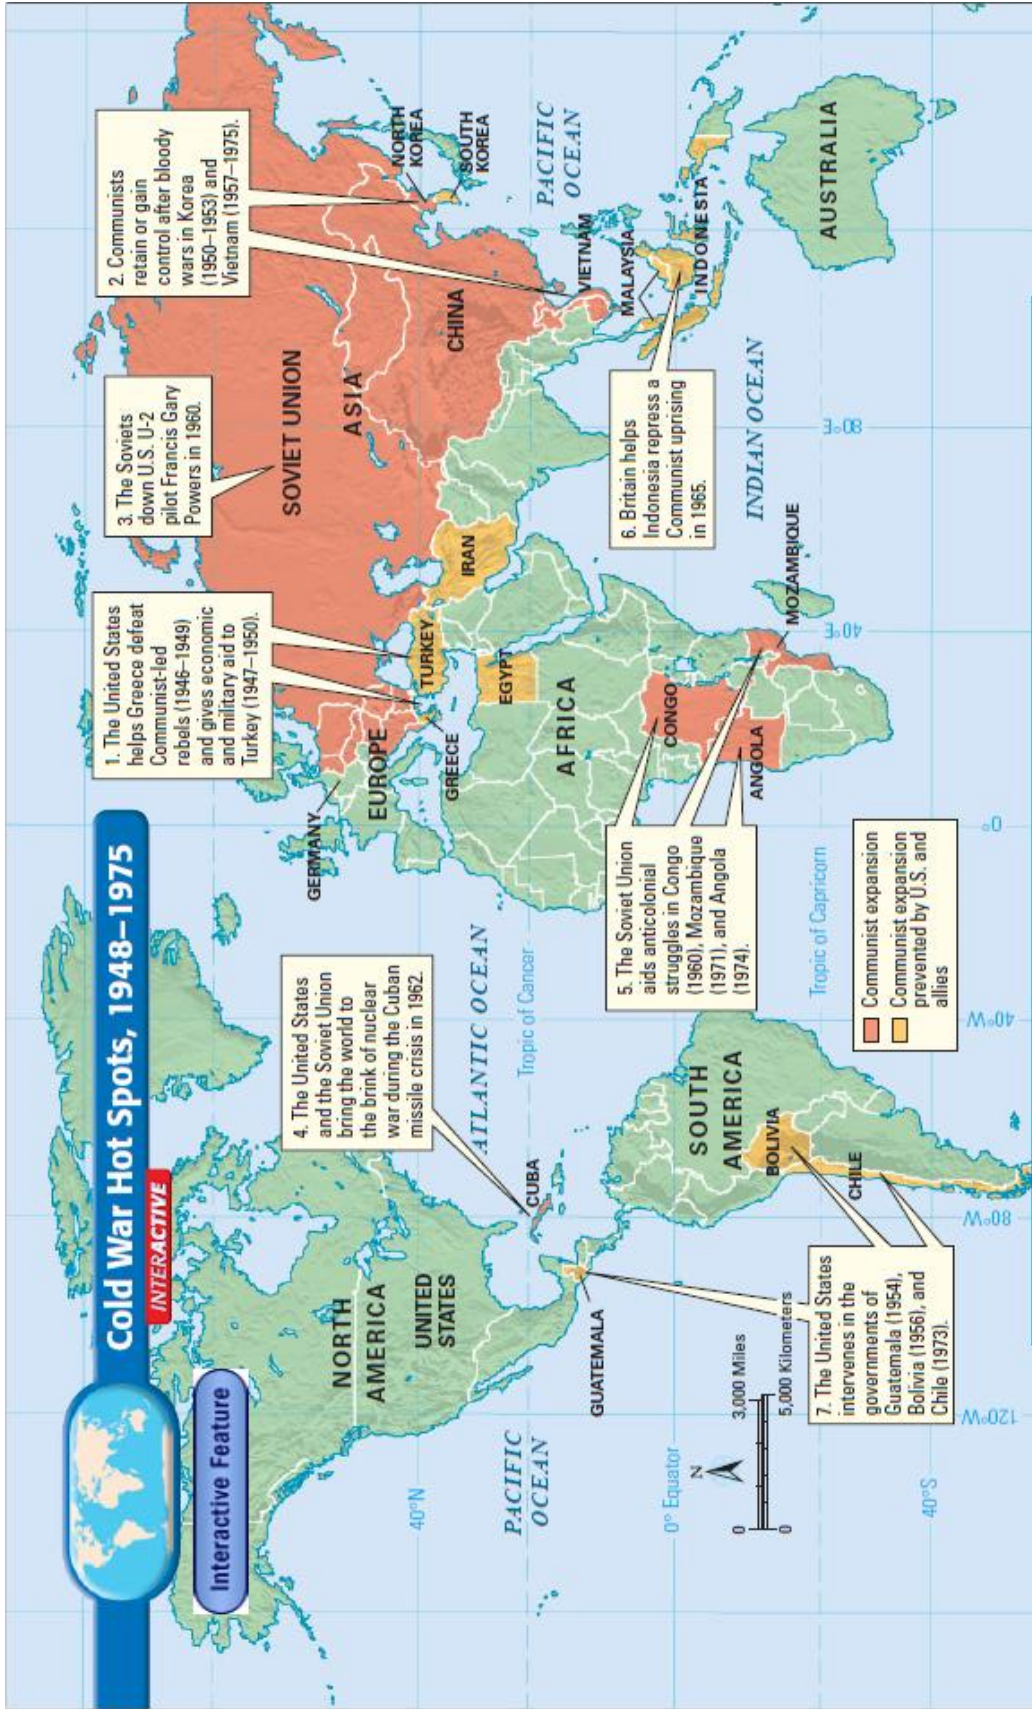 Cold War Hot Spots, 1948–1975
INTERACTIVE
Interactive Feature
1. The United States
helps Greece defeat
Communist-led
rebels (1946–1949)
and gives economic
and military aid to
Turkey (1947–1950).
3. The Soviets
down U.S. U-2
pilot Francis Gary
Powers in 1960.
2. Communists
retain or gain
control after bloody
wars in Korea
(1950–1953) and
Vietnam (1957–1975).
4. The United States
and the Soviet Union
bring the world to
the brink of nuclear
war during the Cuban
missile crisis in 1962.
NORTH
AMERICA
UNITED
STATES
GERMANY
EUROPE
GREECE
TURKEY
IRAN
EGYPT
SOVIET UNION
ASIA
CHINA
NORTH
KOREA
SOUTH
KOREA
40°N
ATLANTIC OCEAN
Tropic of Cancer
PACIFIC
OCEAN
PACIFIC
OCEAN
CUBA
GUATEMALA
AFRICA
VIETNAM
MALAYSIA
INDONESIA
5. The Soviet Union
aids anticolonial
struggles in Congo
(1960), Mozambique
(1971), and Angola
(1974).
6. Britain helps
Indonesia repress a
Communist uprising
in 1965.
0° Equator
SOUTH
AMERICA
BOLIVIA
CHILE
CONGO
ANGOLA
MOZAMBIQUE
INDIAN OCEAN
AUSTRALIA
N
0
3,000 Miles
0
5,000 Kilometers
7. The United States
intervenes in the
governments of
Guatemala (1954),
Bolivia (1956), and
Chile (1973).
Tropic of Capricorn
Communist expansion
Communist expansion
prevented by U.S. and
allies
40°S
120°W
80°W
40°W
0°
40°E
80°E